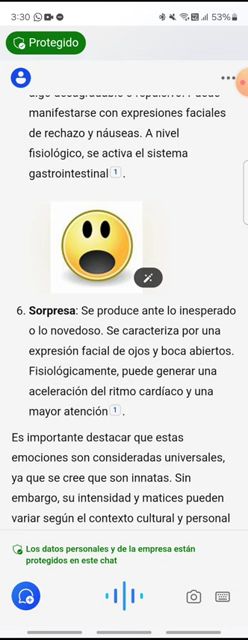 3:30
53%
Protegido
manifestarse con expresiones faciales
de rechazo y náuseas. A nivel
fisiológico, se activa el sistema
gastrointestinal 1 .
6. Sorpresa: Se produce ante lo inesperado
o lo novedoso. Se caracteriza por una
expresión facial de ojos y boca abiertos.
Fisiológicamente, puede generar una
aceleración del ritmo cardíaco y una
mayor atención 1 .
Es importante destacar que estas
emociones son consideradas universales,
ya que se cree que son innatas. Sin
embargo, su intensidad y matices pueden
variar según el contexto cultural y personal
Los datos personales y de la empresa están
protegidos en este chat